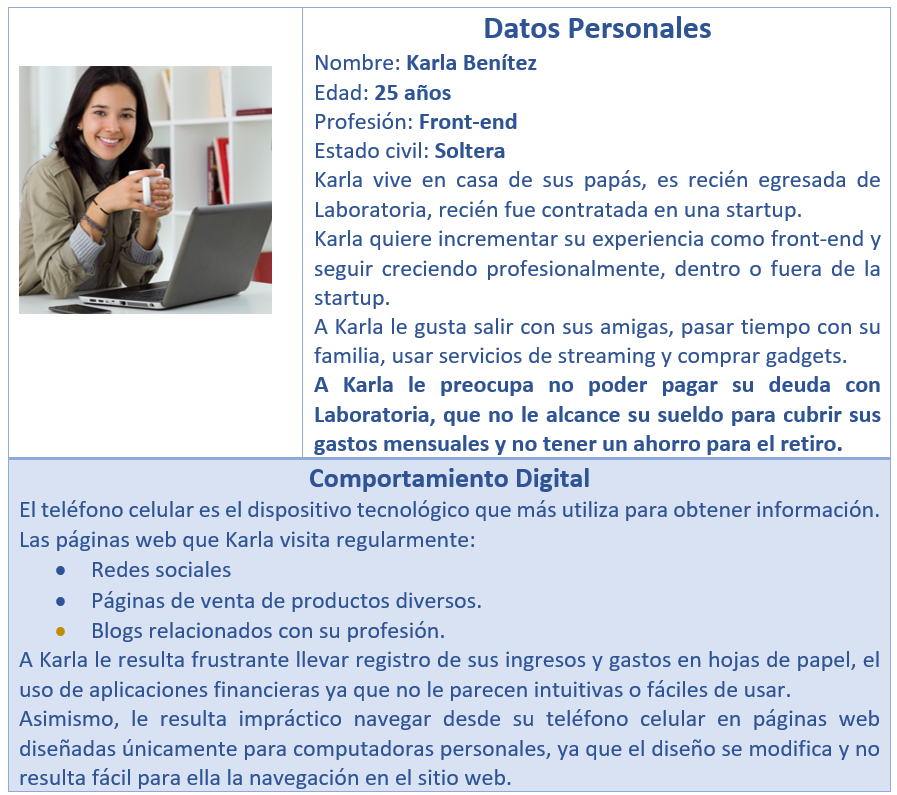 Datos Personales
Nombre: Karla Benítez
Edad: 25 años
Profesión: Front-end
Estado civil: Soltera
Karla vive en casa de sus papás, es recién egresada de
Laboratoria, recién fue contratada en una startup.
Karla quiere incrementar su experiencia como front-end y
seguir creciendo profesionalmente, dentro o fuera de la
startup.
A Karla le gusta salir con sus amigas, pasar tiempo con su
familia, usar servicios de streaming y comprar gadgets.
A Karla le preocupa no poder pagar su deuda con
Laboratoria, que no le alcance su sueldo para cubrir sus
gastos mensuales y no tener un ahorro para el retiro.
Comportamiento Digital
El teléfono celular es el dispositivo tecnológico que más utiliza para obtener información.
Las páginas web que Karla visita regularmente:
• Redes sociales
• Páginas de venta de productos diversos.
• Blogs relacionados con su profesión.
A Karla le resulta frustrante llevar registro de sus ingresos y gastos en hojas de papel, el
uso de aplicaciones financieras ya que no le parecen intuitivas o fáciles de usar.
Asimismo, le resulta impráctico navegar desde su teléfono celular en páginas web
diseñadas únicamente para computadoras personales, ya que el diseño se modifica y no
resulta fácil para ella la navegación en el sitio web.